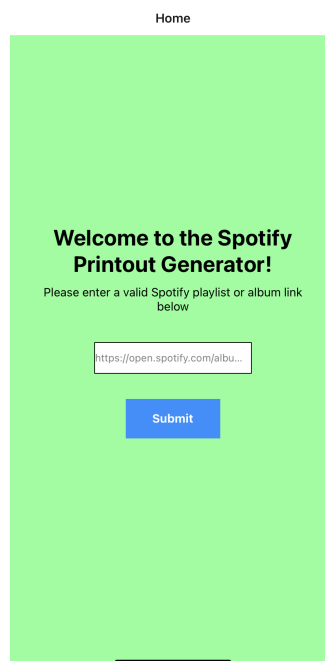 Home
Welcome to the Spotify
Printout Generator!
Please enter a valid Spotify playlist or album link
below
https://open.spotify.com/albu...
Submit